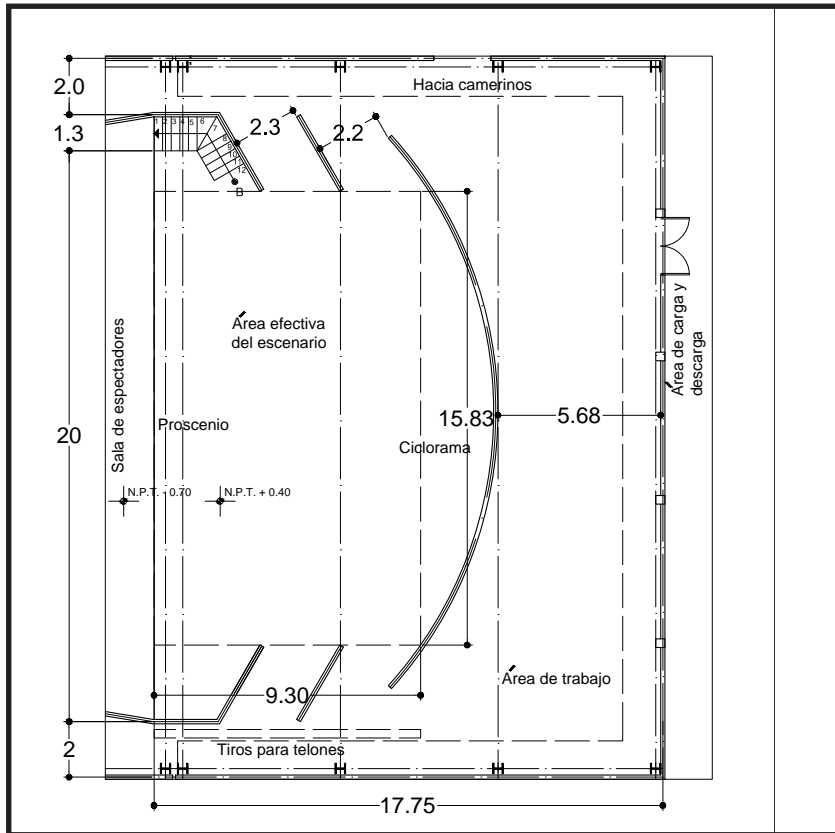 2.0
Hacia camerinos
1.3
1 2 3 4 5 6
7
8
9
10
11
12
B
2.3
2.2
Área efectiva
del escenario
Sala de espectadores
Proscenio
20
15.83
5.68
Ciclorama
Área de carga y
descarga
N.P.T. - 0.70
N.P.T. + 0.40
9.30
Área de trabajo
Tiros para telones
2
17.75